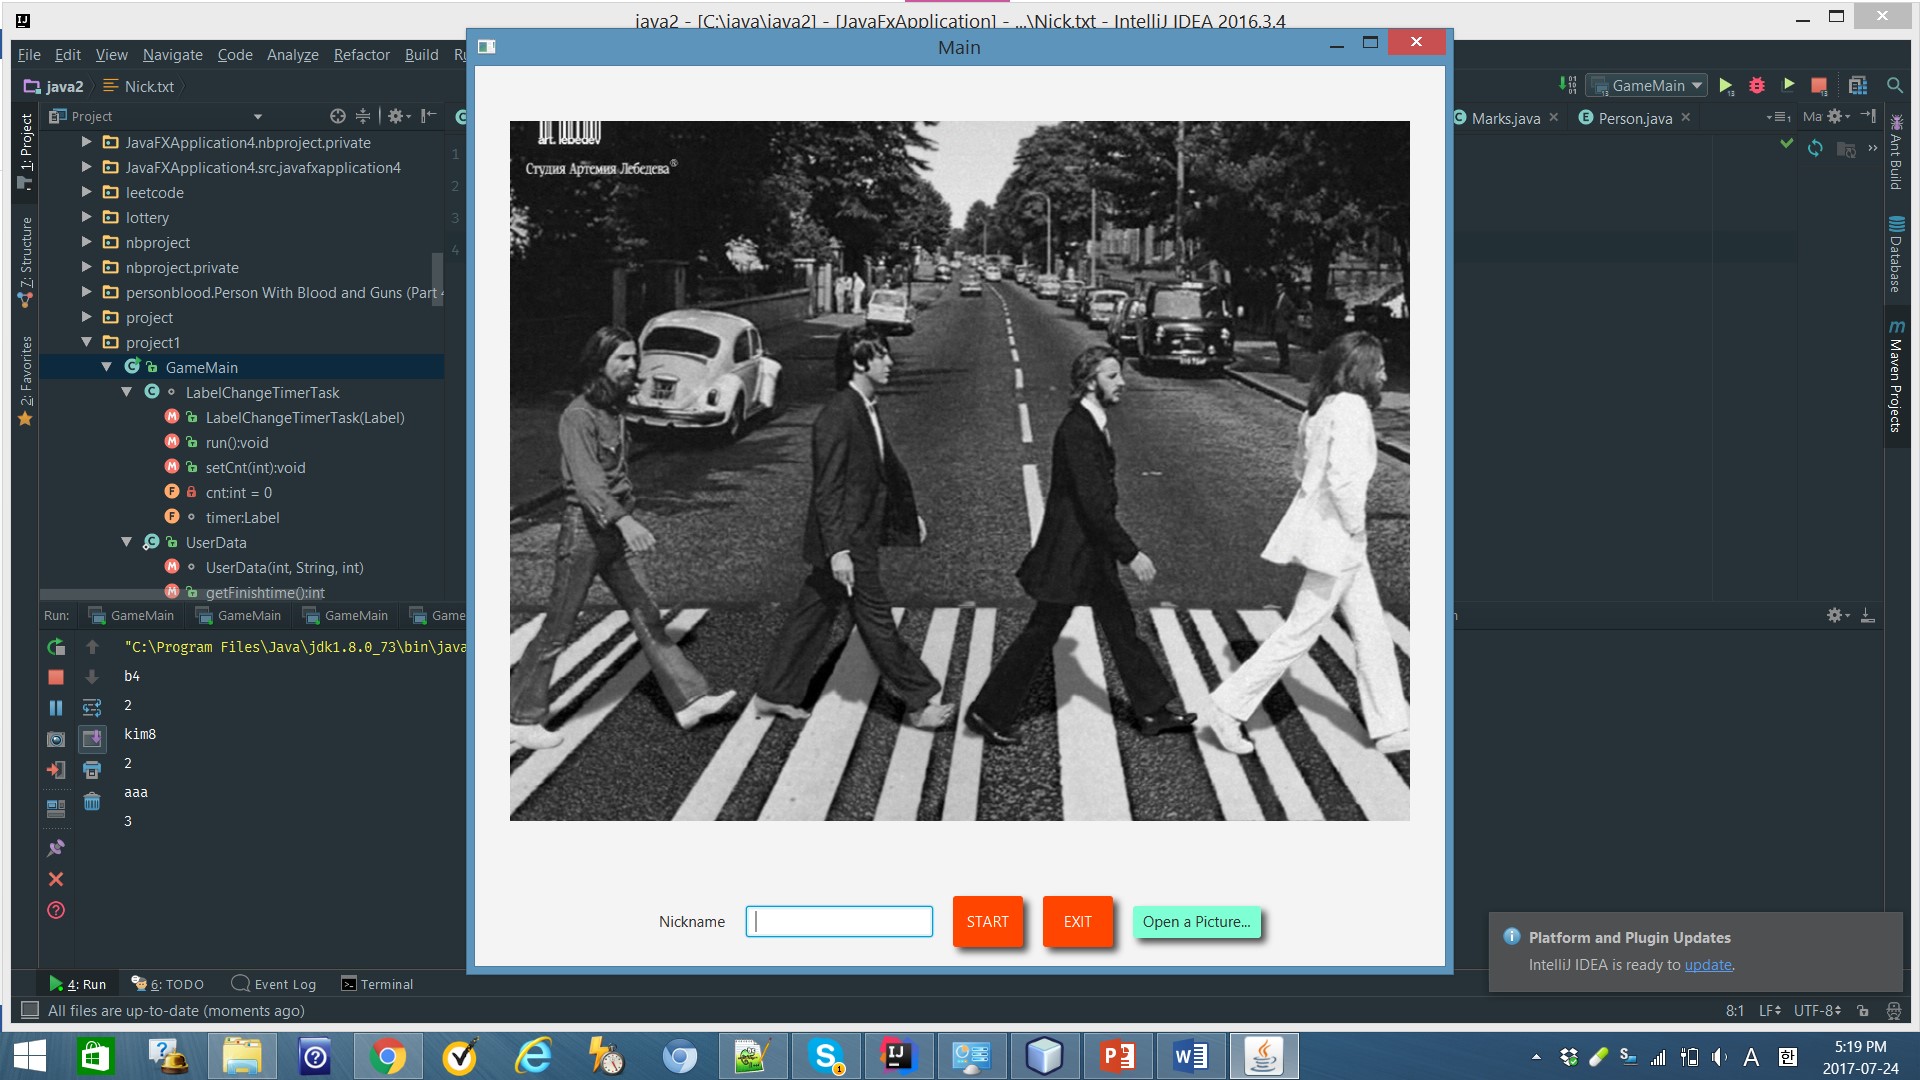 java2 - [C:\java\java2] - [JavaFxApplication] - ...\Nick.txt - IntelliJ IDEA 2016.3.4
File Edit View Navigate Code Analyze Refactor Build
Main
java2 Nick.txt
GameMain
Project
Marks.java Person.java
1: Project
7: Structure
2: Favorites
JavaFXApplication4.nbproject.private
JavaFXApplication4.src.javafxapplication4
leetcode
lottery
nbproject
nbproject.private
personblood.Person With Blood and Guns (Part
project
project1
GameMain
LabelChangeTimerTask
LabelChangeTimerTask(Label)
run():void
setCnt(int):void
cnt:int = 0
timer:Label
UserData
UserData(int, String, int)
getFinishtime():int
1
2
3
4
art. lebedev
Студия Артемия Лебедева®
Nickname START EXIT Open a Picture...
Ma
Ant Build
Database
Maven Projects
Run: GameMain GameMain GameMain Game
"C:\Program Files\Java\jdk1.8.0_73\bin\java
b4
2
kim8
2
aaa
3
Platform and Plugin Updates
IntelliJ IDEA is ready to update.
4: Run 6: TODO Event Log Terminal
All files are up-to-date (moments ago) 8:1 LF UTF-8
A 한 5:19 PM
2017-07-24